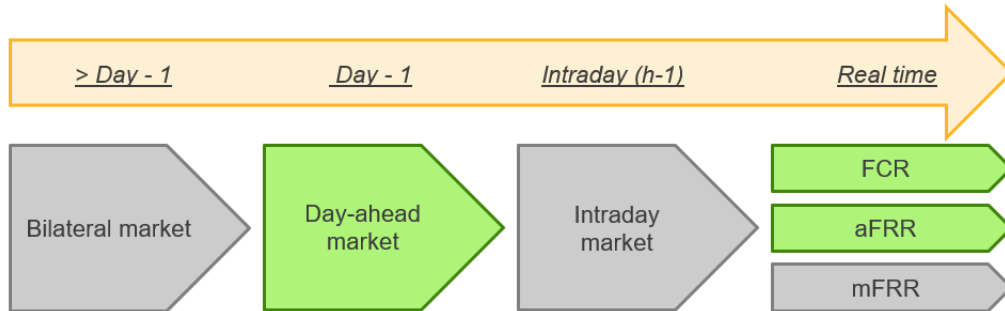 > Day - 1
Day - 1
Intraday (h-1)
Real time
Bilateral market
Day-ahead
market
Intraday
market
FCR
aFRR
mFRR